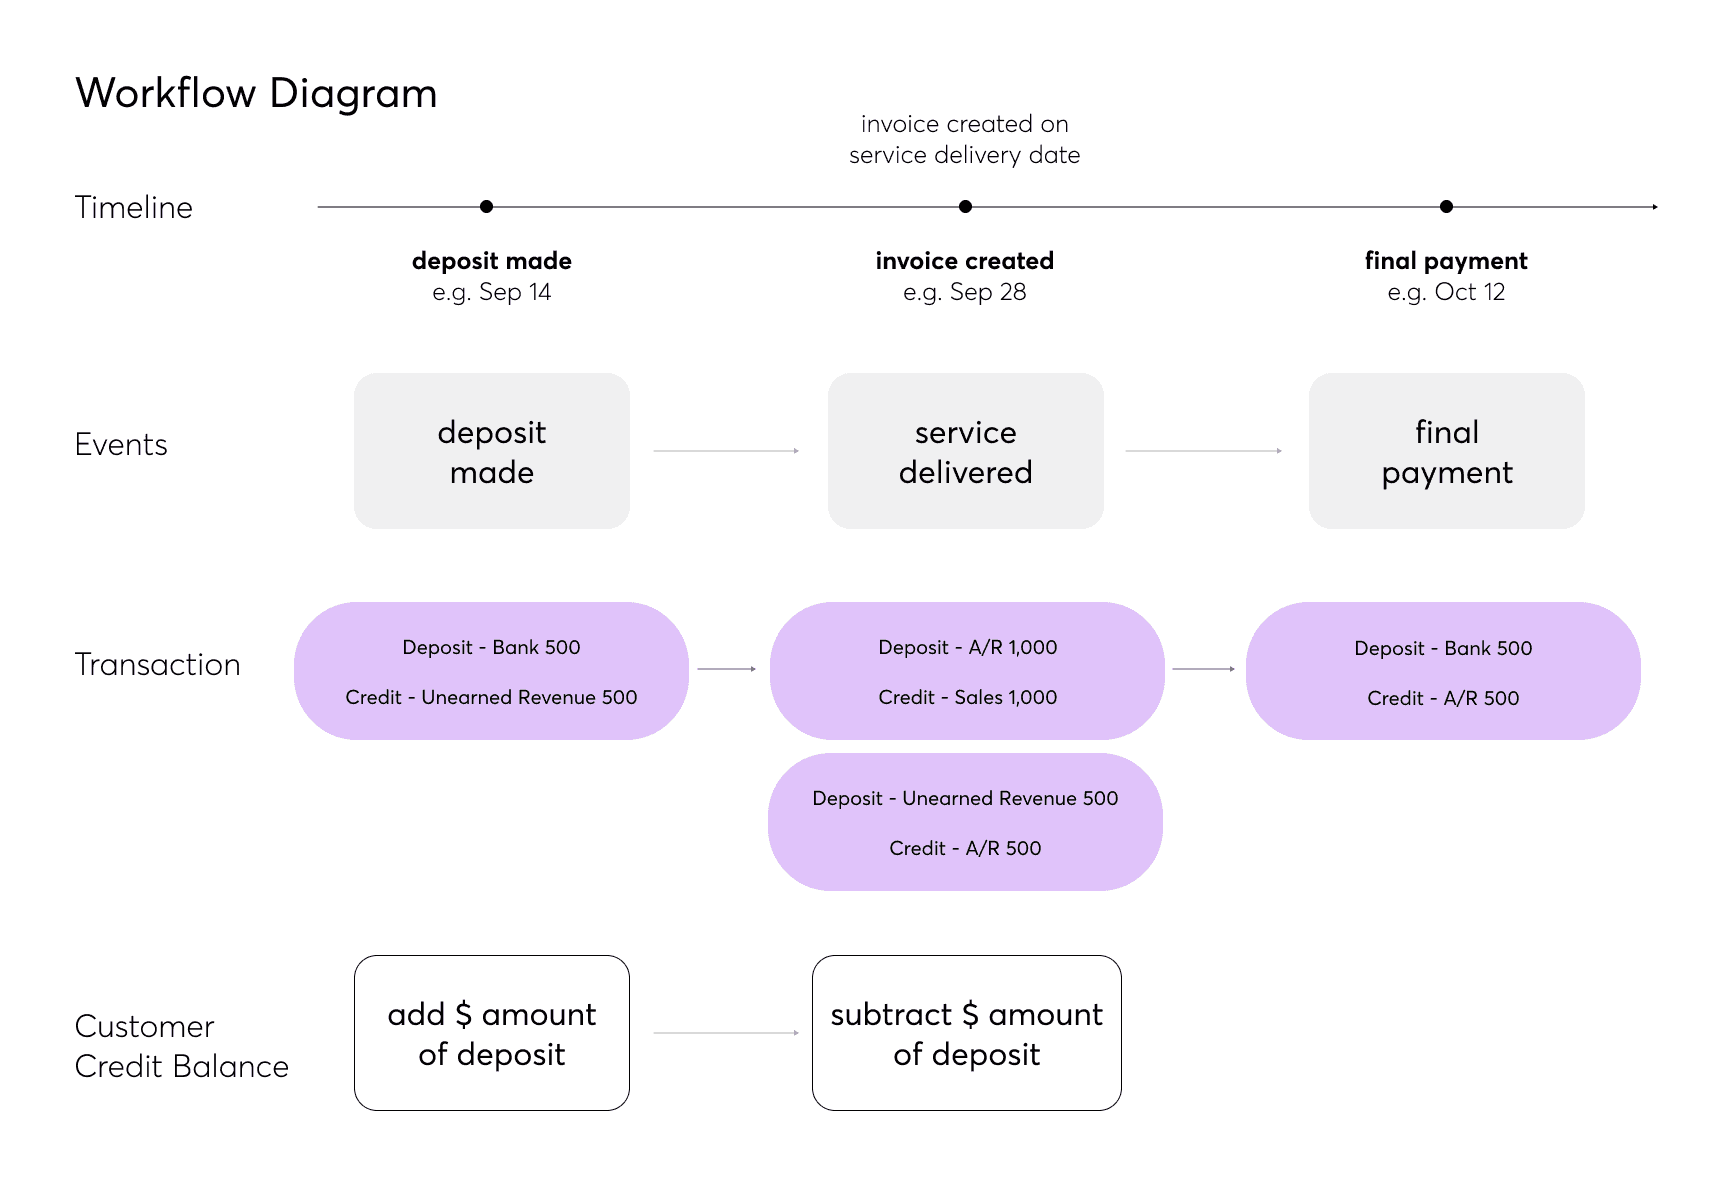 Workflow Diagram
invoice created on
service delivery date
Timeline
deposit made
e.g. Sep 14
invoice created
e.g. Sep 28
final payment
e.g. Oct 12
Events
deposit
made
service
delivered
final
payment
Transaction
Deposit - Bank 500
Credit - Unearned Revenue 500
Deposit - A/R 1,000
Credit - Sales 1,000
Deposit - Bank 500
Credit - A/R 500
Deposit - Unearned Revenue 500
Credit - A/R 500
Customer
Credit Balance
add $ amount
of deposit
subtract $ amount
of deposit